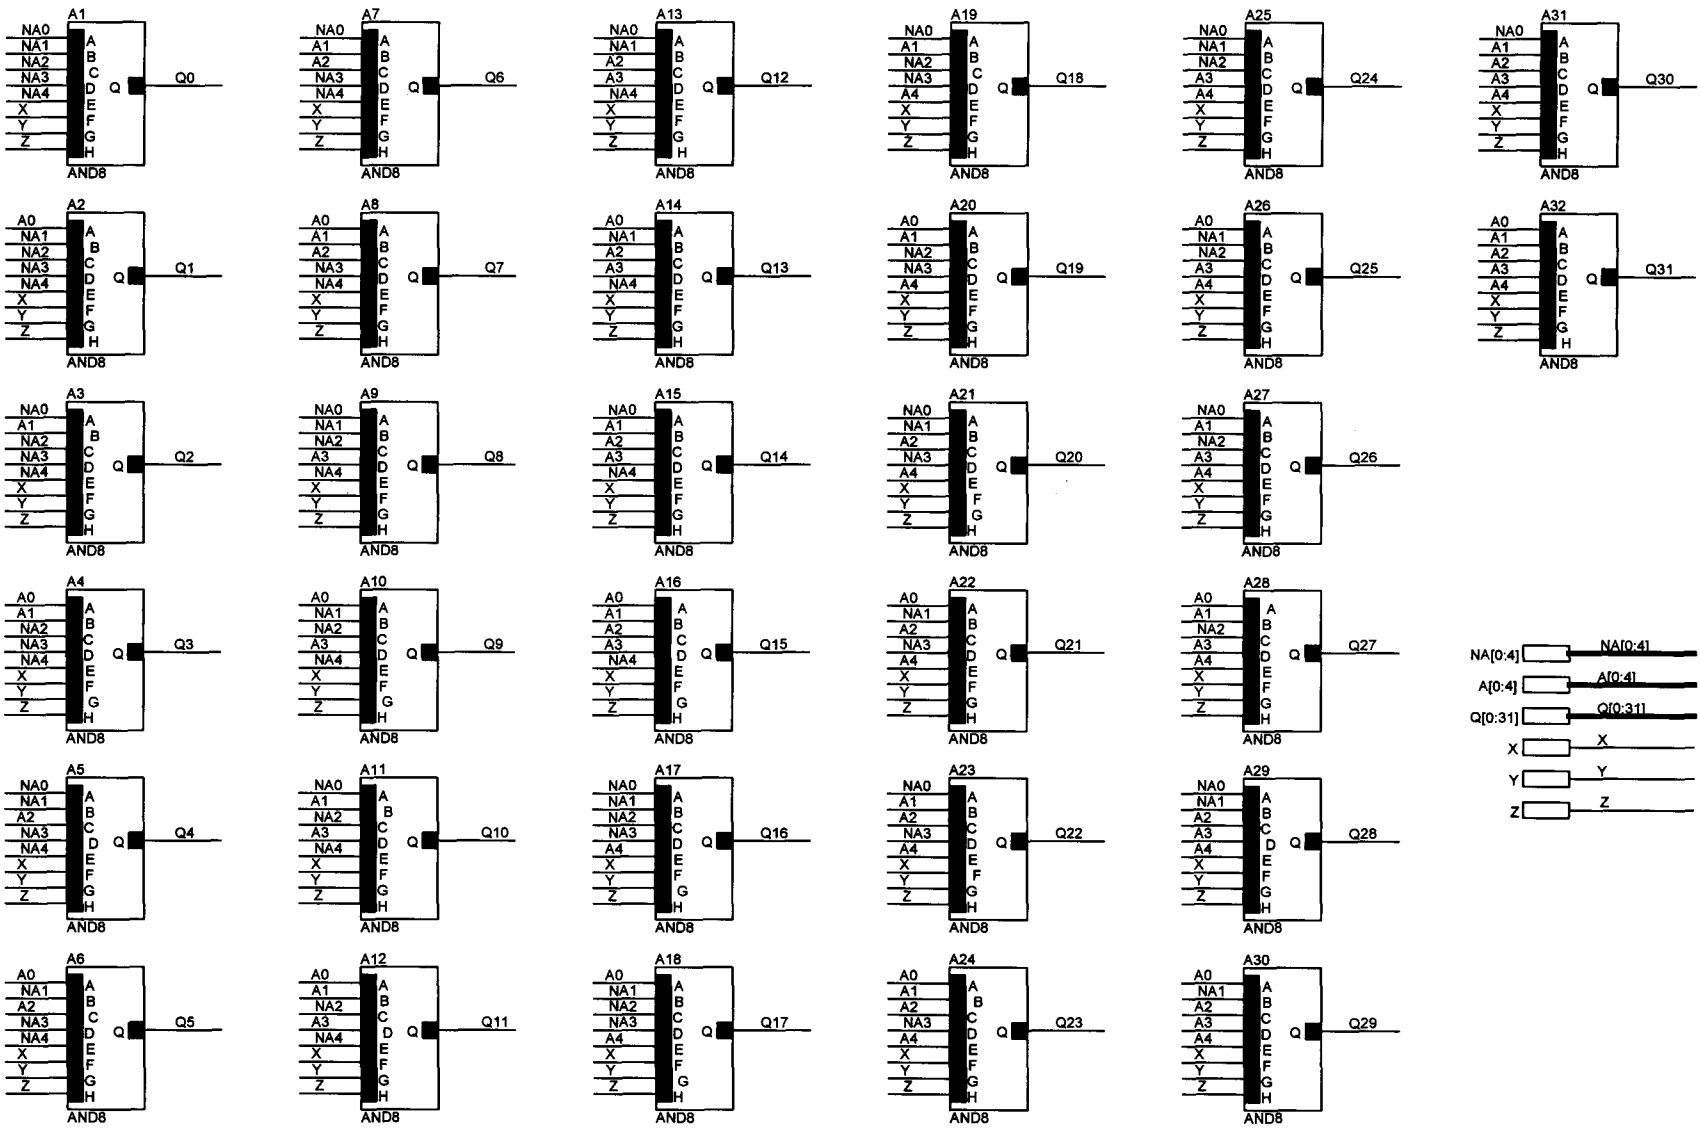 A1
NA0 A
NA1 B
NA2 C
NA3 D Q Q0
NA4 E
X F
Y G
Z H
AND8
A2
A0 A
NA1 B
NA2 C
NA3 D Q Q1
NA4 E
X F
Y G
Z H
AND8
A3
NA0 A
A1 B
NA2 C
NA3 D Q Q2
NA4 E
X F
Y G
Z H
AND8
A4
A0 A
A1 B
NA2 C
NA3 D Q Q3
NA4 E
X F
Y G
Z H
AND8
A5
NA0 A
NA1 B
A2 C
NA3 D Q Q4
NA4 E
X F
Y G
Z H
AND8
A6
A0 A
NA1 B
A2 C
NA3 D Q Q5
NA4 E
X F
Y G
Z H
AND8
A7
NA0 A
A1 B
A2 C
NA3 D Q Q6
NA4 E
X F
Y G
Z H
AND8
A8
A0 A
A1 B
A2 C
NA3 D Q Q7
NA4 E
X F
Y G
Z H
AND8
A9
NA0 A
NA1 B
NA2 C
A3 D Q Q8
NA4 E
X F
Y G
Z H
AND8
A10
A0 A
NA1 B
NA2 C
A3 D Q Q9
NA4 E
X F
Y G
Z H
AND8
A11
NA0 A
A1 B
NA2 C
A3 D Q Q10
NA4 E
X F
Y G
Z H
AND8
A12
A0 A
A1 B
NA2 C
A3 D Q Q11
NA4 E
X F
Y G
Z H
AND8
A13
NA0 A
NA1 B
A2 C
A3 D Q Q12
NA4 E
X F
Y G
Z H
AND8
A14
A0 A
NA1 B
A2 C
A3 D Q Q13
NA4 E
X F
Y G
Z H
AND8
A15
NA0 A
A1 B
A2 C
A3 D Q Q14
NA4 E
X F
Y G
Z H
AND8
A16
A0 A
A1 B
A2 C
A3 D Q Q15
NA4 E
X F
Y G
Z H
AND8
A17
NA0 A
NA1 B
NA2 C
NA3 D Q Q16
A4 E
X F
Y G
Z H
AND8
A18
A0 A
NA1 B
NA2 C
NA3 D Q Q17
A4 E
X F
Y G
Z H
AND8
A19
NA0 A
A1 B
NA2 C
NA3 D Q Q18
A4 E
X F
Y G
Z H
AND8
A20
A0 A
A1 B
NA2 C
NA3 D Q Q19
A4 E
X F
Y G
Z H
AND8
A21
NA0 A
NA1 B
A2 C
NA3 D Q Q20
A4 E
X F
Y G
Z H
AND8
A22
A0 A
NA1 B
A2 C
NA3 D Q Q21
A4 E
X F
Y G
Z H
AND8
A23
NA0 A
A1 B
A2 C
NA3 D Q Q22
A4 E
X F
Y G
Z H
AND8
A24
A0 A
A1 B
A2 C
NA3 D Q Q23
A4 E
X F
Y G
Z H
AND8
A25
NA0 A
NA1 B
NA2 C
A3 D Q Q24
A4 E
X F
Y G
Z H
AND8
A26
A0 A
NA1 B
NA2 C
A3 D Q Q25
A4 E
X F
Y G
Z H
AND8
A27
NA0 A
A1 B
NA2 C
A3 D Q Q26
A4 E
X F
Y G
Z H
AND8
A28
A0 A
A1 B
NA2 C
A3 D Q Q27
A4 E
X F
Y G
Z H
AND8
A29
NA0 A
NA1 B
A2 C
A3 D Q Q28
A4 E
X F
Y G
Z H
AND8
A30
A0 A
NA1 B
A2 C
A3 D Q Q29
A4 E
X F
Y G
Z H
AND8
A31
NA0 A
A1 B
A2 C
A3 D Q Q30
A4 E
X F
Y G
Z H
AND8
A32
A0 A
A1 B
A2 C
A3 D Q Q31
A4 E
X F
Y G
Z H
AND8
NA[0:4] NA[0:4]
A[0:4] A[0:4]
Q[0:31] Q[0:31]
X X
Y Y
Z Z